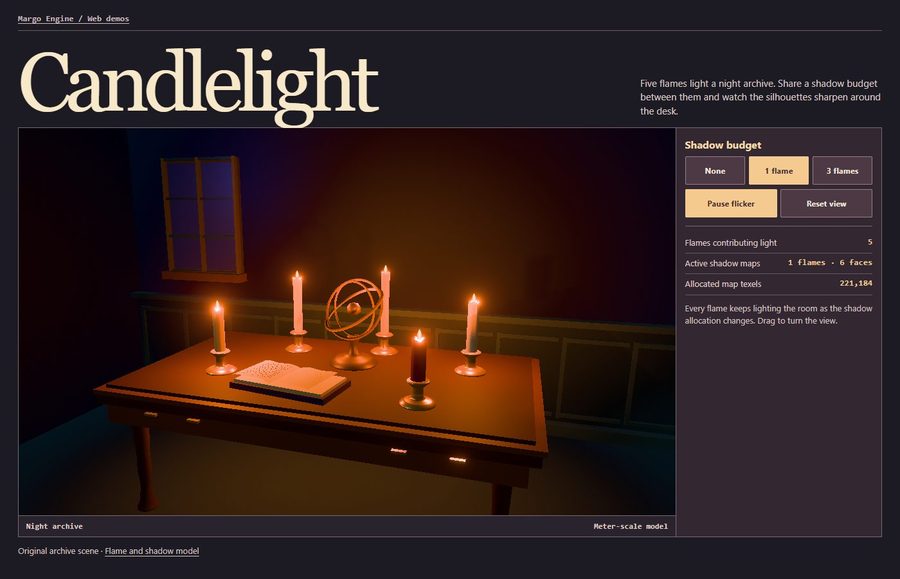 Margo Engine / Web demos
Candlelight
Five flames light a night archive. Share a shadow budget
between them and watch the silhouettes sharpen around
the desk.
Shadow budget
None
1 flame
3 flames
Pause flicker
Reset view
Flames contributing light 5
Active shadow maps 1 flames · 6 faces
Allocated map texels 221,184
Every flame keeps lighting the room as the shadow
allocation changes. Drag to turn the view.
Night archive
Meter-scale model
Original archive scene · Flame and shadow model